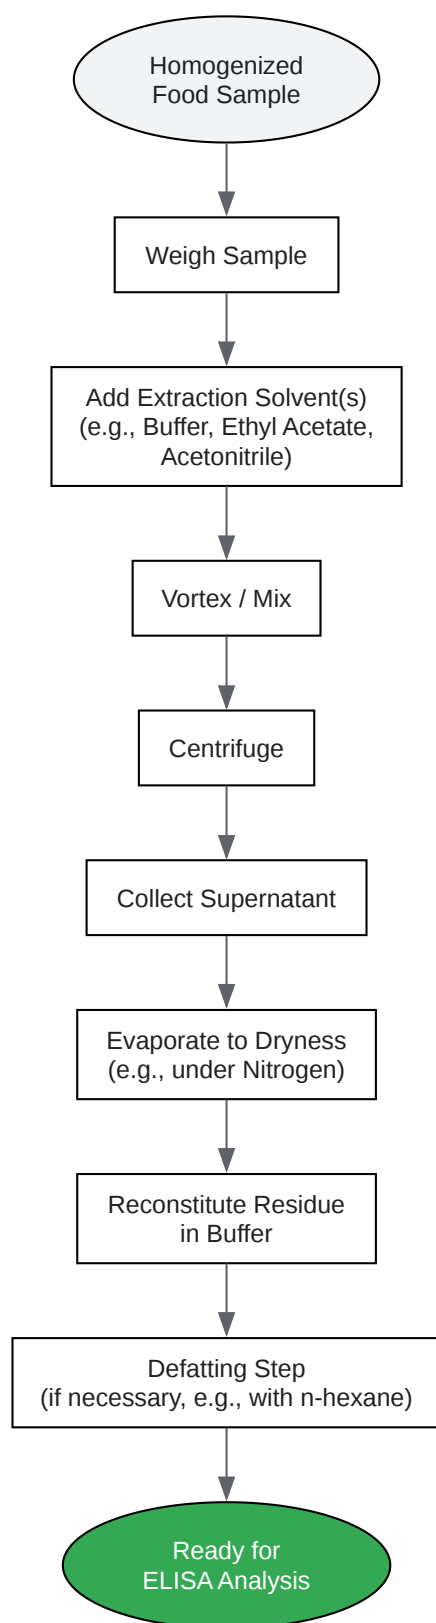 Homogenized
Food Sample
Weigh Sample
Add Extraction Solvent(s)
(e.g., Buffer, Ethyl Acetate,
Acetonitrile)
Vortex / Mix
Centrifuge
Collect Supernatant
Evaporate to Dryness
(e.g., under Nitrogen)
Reconstitute Residue
in Buffer
Defatting Step
(if necessary, e.g., with n-hexane)
Ready for
ELISA Analysis